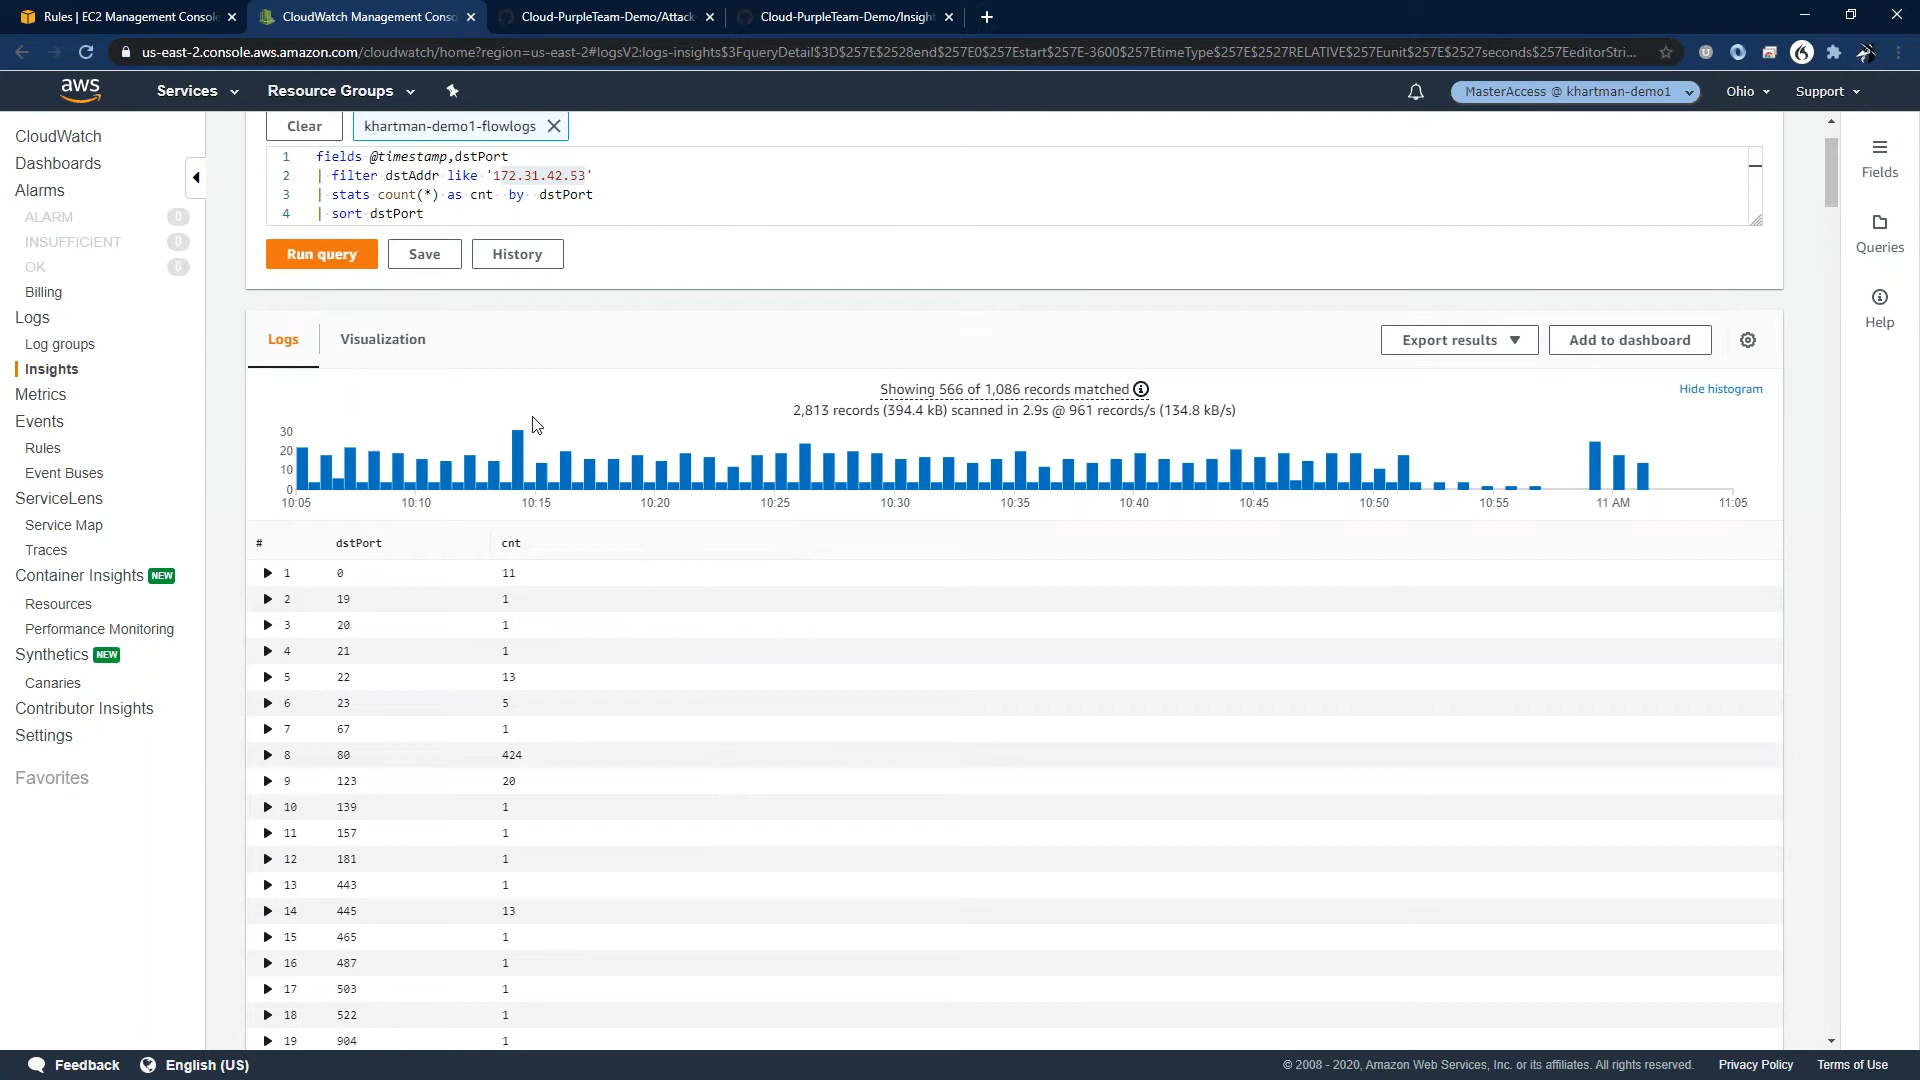 Rules | EC2 Management Console
CloudWatch Management Conso
Cloud-PurpleTeam-Demo/Attack
Cloud-PurpleTeam-Demo/Insight
us-east-2.console.aws.amazon.com/cloudwatch/home?region=us-east-2#logsV2:logs-insights$3FqueryDetail$3D$257E$2528end$257E0$257Estart$257E-3600$257EtimeType$257E$2527RELATIVE$257Eunit$257E$2527seconds$257EeditorStri...
aws
Services
Resource Groups
MasterAccess @ khartman-demo1
Ohio
Support
CloudWatch
Dashboards
Alarms
ALARM 0
INSUFFICIENT 0
OK 0
Billing
Logs
Log groups
Insights
Metrics
Events
Rules
Event Buses
ServiceLens
Service Map
Traces
Container Insights NEW
Resources
Performance Monitoring
Synthetics NEW
Canaries
Contributor Insights
Settings
Favorites
Clear
khartman-demo1-flowlogs
1 fields @timestamp,dstPort
2 | filter dstAddr like '172.31.42.53'
3 | stats count(*) as cnt by dstPort
4 | sort dstPort
Run query
Save
History
Fields
Queries
Help
Logs
Visualization
Export results
Add to dashboard
Showing 566 of 1,086 records matched
Hide histogram
2,813 records (394.4 kB) scanned in 2.9s @ 961 records/s (134.8 kB/s)
30
20
10
0
10:05 10:10 10:15 10:20 10:25 10:30 10:35 10:40 10:45 10:50 10:55 11 AM 11:05
# dstPort cnt
1 0 11
2 19 1
3 20 1
4 21 1
5 22 13
6 23 5
7 67 1
8 80 424
9 123 20
10 139 1
11 157 1
12 181 1
13 443 1
14 445 13
15 465 1
16 487 1
17 503 1
18 522 1
19 904 1
Feedback
English (US)
© 2008 - 2020, Amazon Web Services, Inc. or its affiliates. All rights reserved.
Privacy Policy
Terms of Use